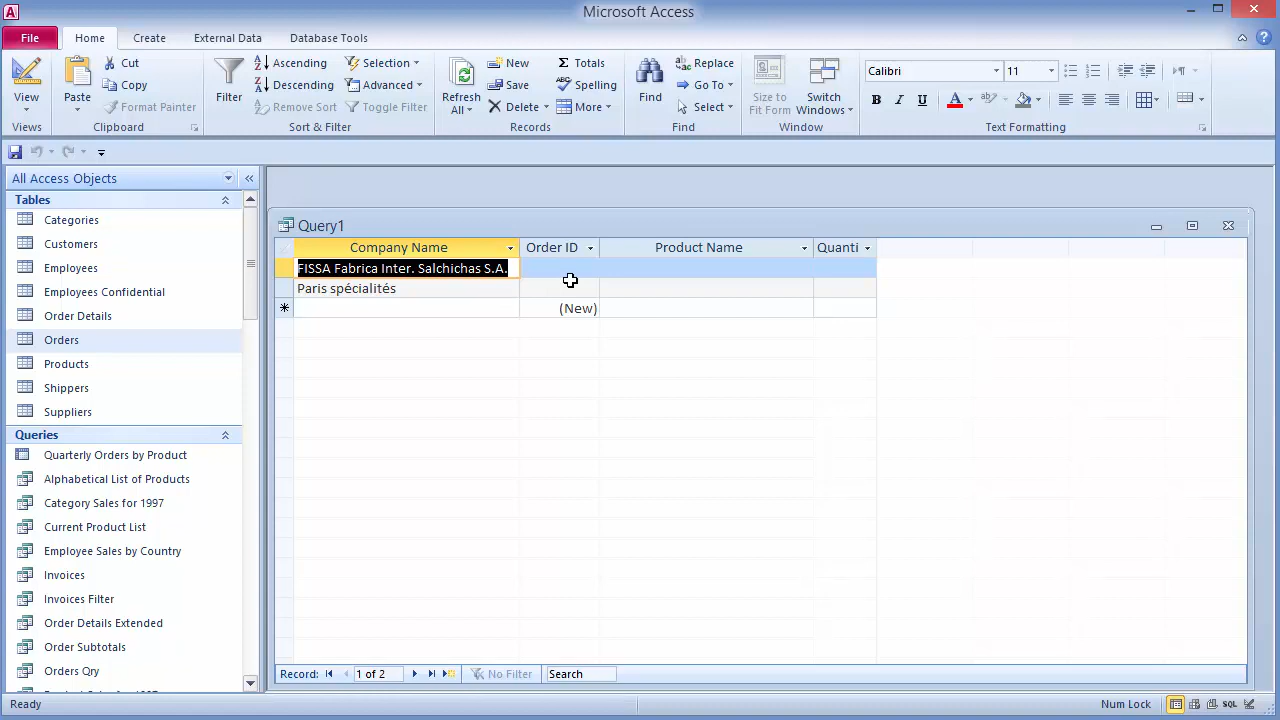 Microsoft Access
File Home Create External Data Database Tools
View Views
Paste Cut Copy Format Painter Clipboard
Filter Ascending Descending Remove Sort Selection Advanced Toggle Filter Sort & Filter
Refresh All New Save Delete Totals Spelling More Records
Find Replace Go To Select Find
Size to Fit Form Switch Windows Window
Calibri 11 B I U A Text Formatting
All Access Objects
Tables
Categories
Customers
Employees
Employees Confidential
Order Details
Orders
Products
Shippers
Suppliers
Queries
Quarterly Orders by Product
Alphabetical List of Products
Category Sales for 1997
Current Product List
Employee Sales by Country
Invoices
Invoices Filter
Order Details Extended
Order Subtotals
Orders Qry
Query1
Company Name Order ID Product Name Quanti
FISSA Fabrica Inter. Salchichas S.A.
Paris spécialités
(New)
Record: 1 of 2 No Filter Search
Ready Num Lock SQL